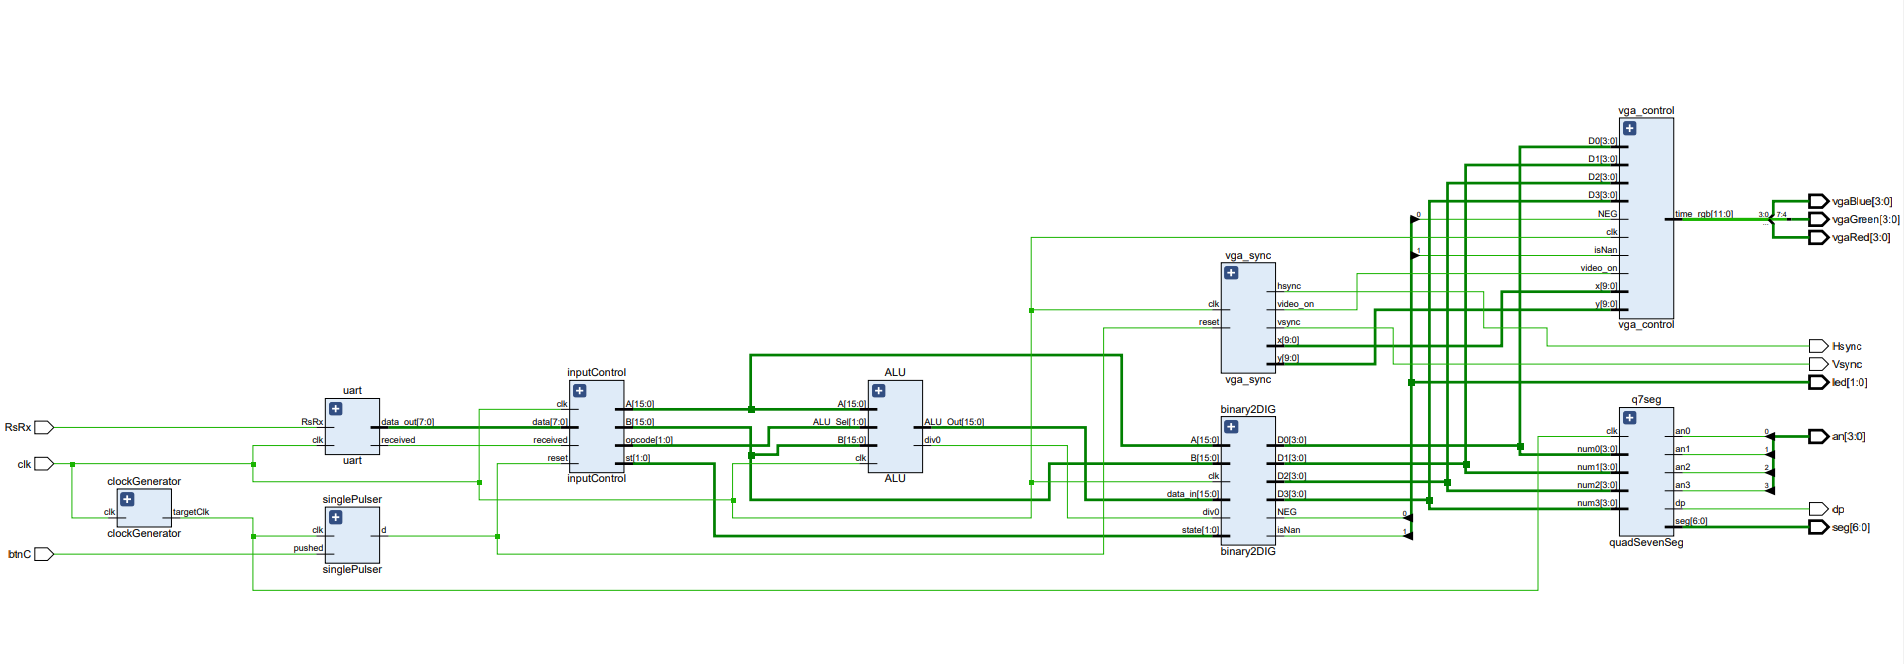 RsRx
clk
btnC
clockGenerator
clk
targetClk
clockGenerator
uart
RsRx
clk
data_out[7:0]
received
uart
singlePulser
clk
pushed
d
singlePulser
inputControl
clk
data[7:0]
received
reset
A[15:0]
B[15:0]
opcode[1:0]
st[1:0]
inputControl
ALU
A[15:0]
ALU_Sel[1:0]
B[15:0]
clk
ALU_Out[15:0]
div0
ALU
vga_sync
clk
reset
hsync
video_on
vsync
x[9:0]
y[9:0]
vga_sync
binary2DIG
A[15:0]
B[15:0]
clk
data_in[15:0]
div0
state[1:0]
D0[3:0]
D1[3:0]
D2[3:0]
D3[3:0]
NEG
isNan
binary2DIG
0
1
0
1
vga_control
D0[3:0]
D1[3:0]
D2[3:0]
D3[3:0]
NEG
clk
isNan
video_on
x[9:0]
y[9:0]
time_rgb[11:0]
vga_control
3:0
7:4
q7seg
clk
num0[3:0]
num1[3:0]
num2[3:0]
num3[3:0]
an0
an1
an2
an3
dp
seg[6:0]
quadSevenSeg
0
1
2
3
vgaBlue[3:0]
vgaGreen[3:0]
vgaRed[3:0]
Hsync
Vsync
led[1:0]
an[3:0]
dp
seg[6:0]